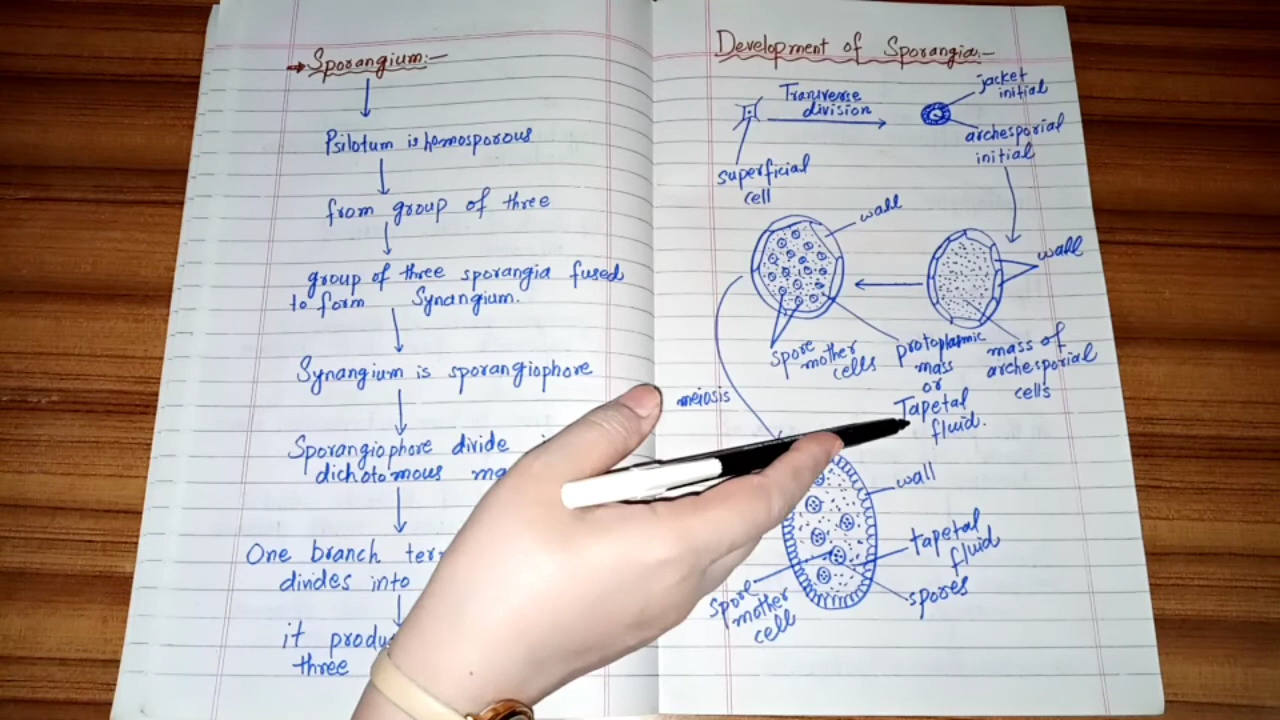 Sporangium:-
Psilotum is homosporous
from group of three
group of three sporangia fused
to form Synangium.
Synangium is sporangiophore
Sporangiophore divide
dichotomous
One branch
divides into
it
three
Development of Sporangia:-
Tranverse
division
jacket
initial
archesporial
initial
superficial
cell
wall
wall
spore mother
cells
protoplasmic
mass
or
Tapetal
fluid.
mass of
archesporial
cells
meiosis
wall
tapetal
fluid
spores
spore
mother
cell